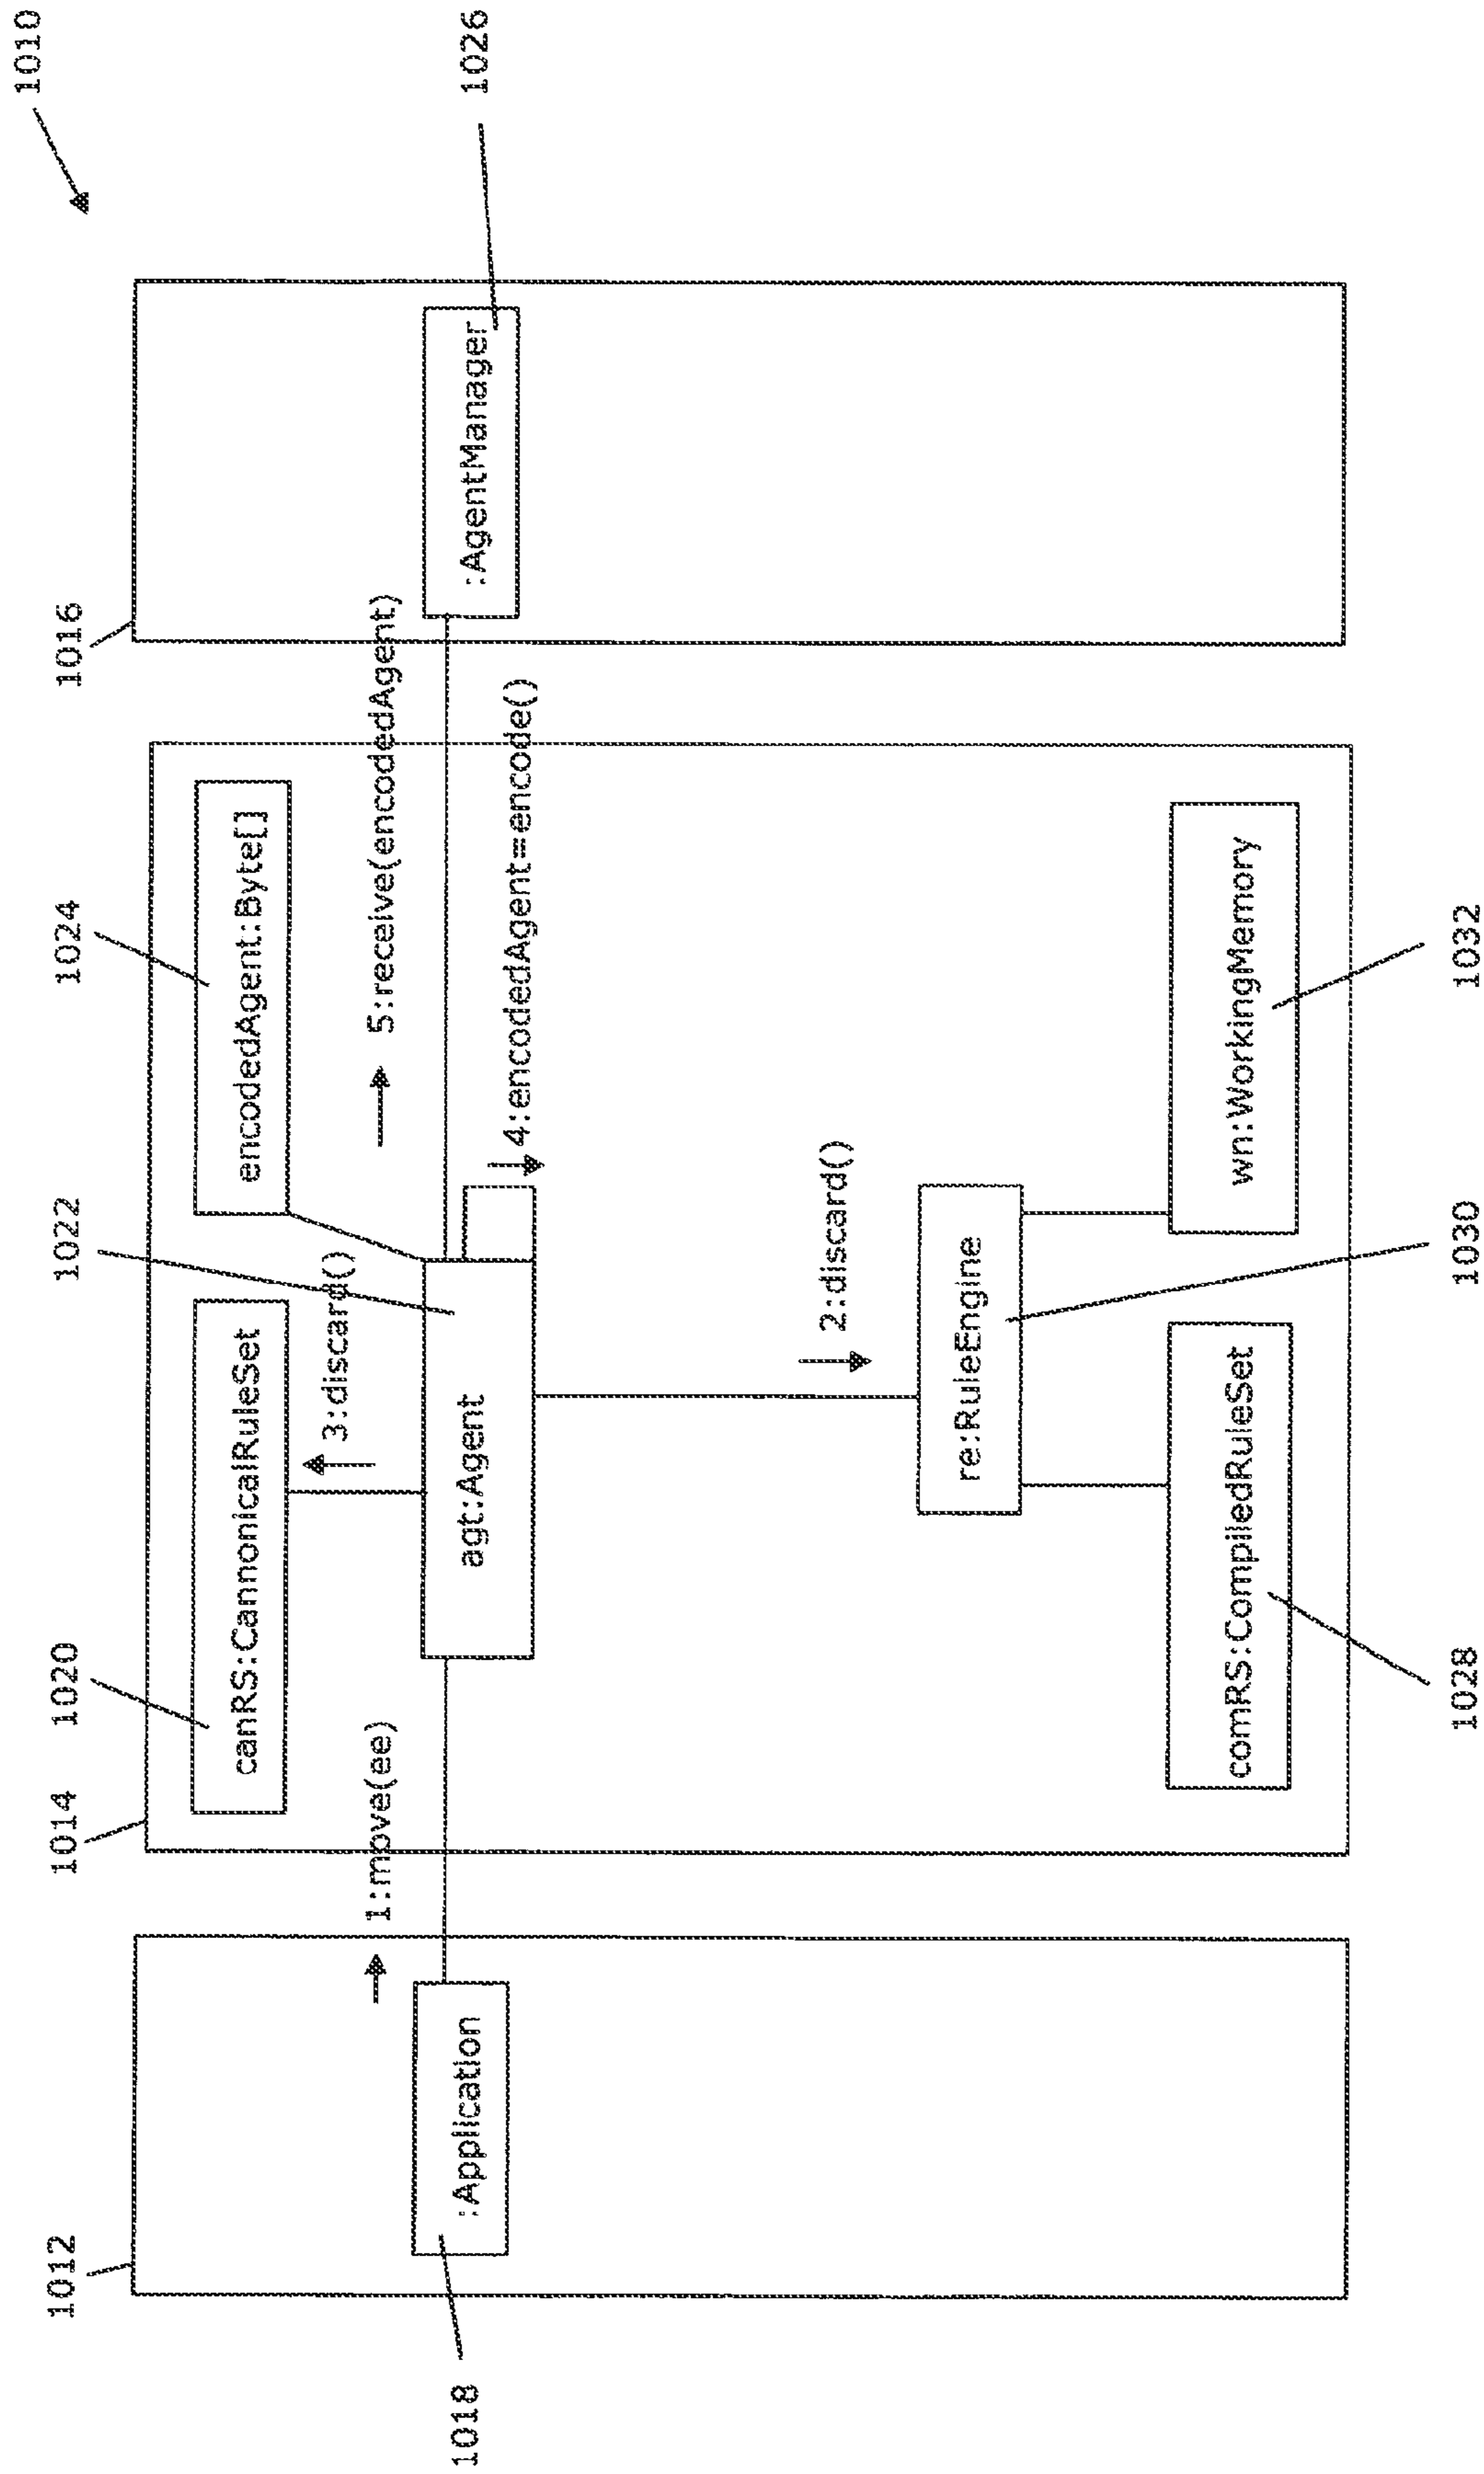 1010
1012
1014
1016
1018
:Application
1:move(ee)
1020
canRS:CannonicalRuleSet
3:discard()
1022
agt:Agent
1024
encodedAgent:Byte[]
5:receive(encodedAgent)
4:encodedAgent=encode()
:AgentManager
1026
2:discard()
re:RuleEngine
comRS:CompiledRuleSet
wn:WorkingMemory
1028
1030
1032